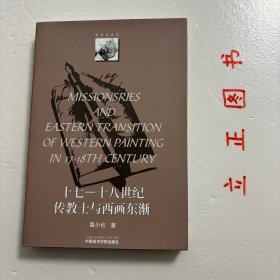 MISSIONSRIES
AND
EASTERN TRANSITION
OF WESTERN PAINTING
IN 17-18TH CENTURY
十七—十八世纪
传教士与西画东渐
莫小也 著
中国美术学院出版社
立正图书